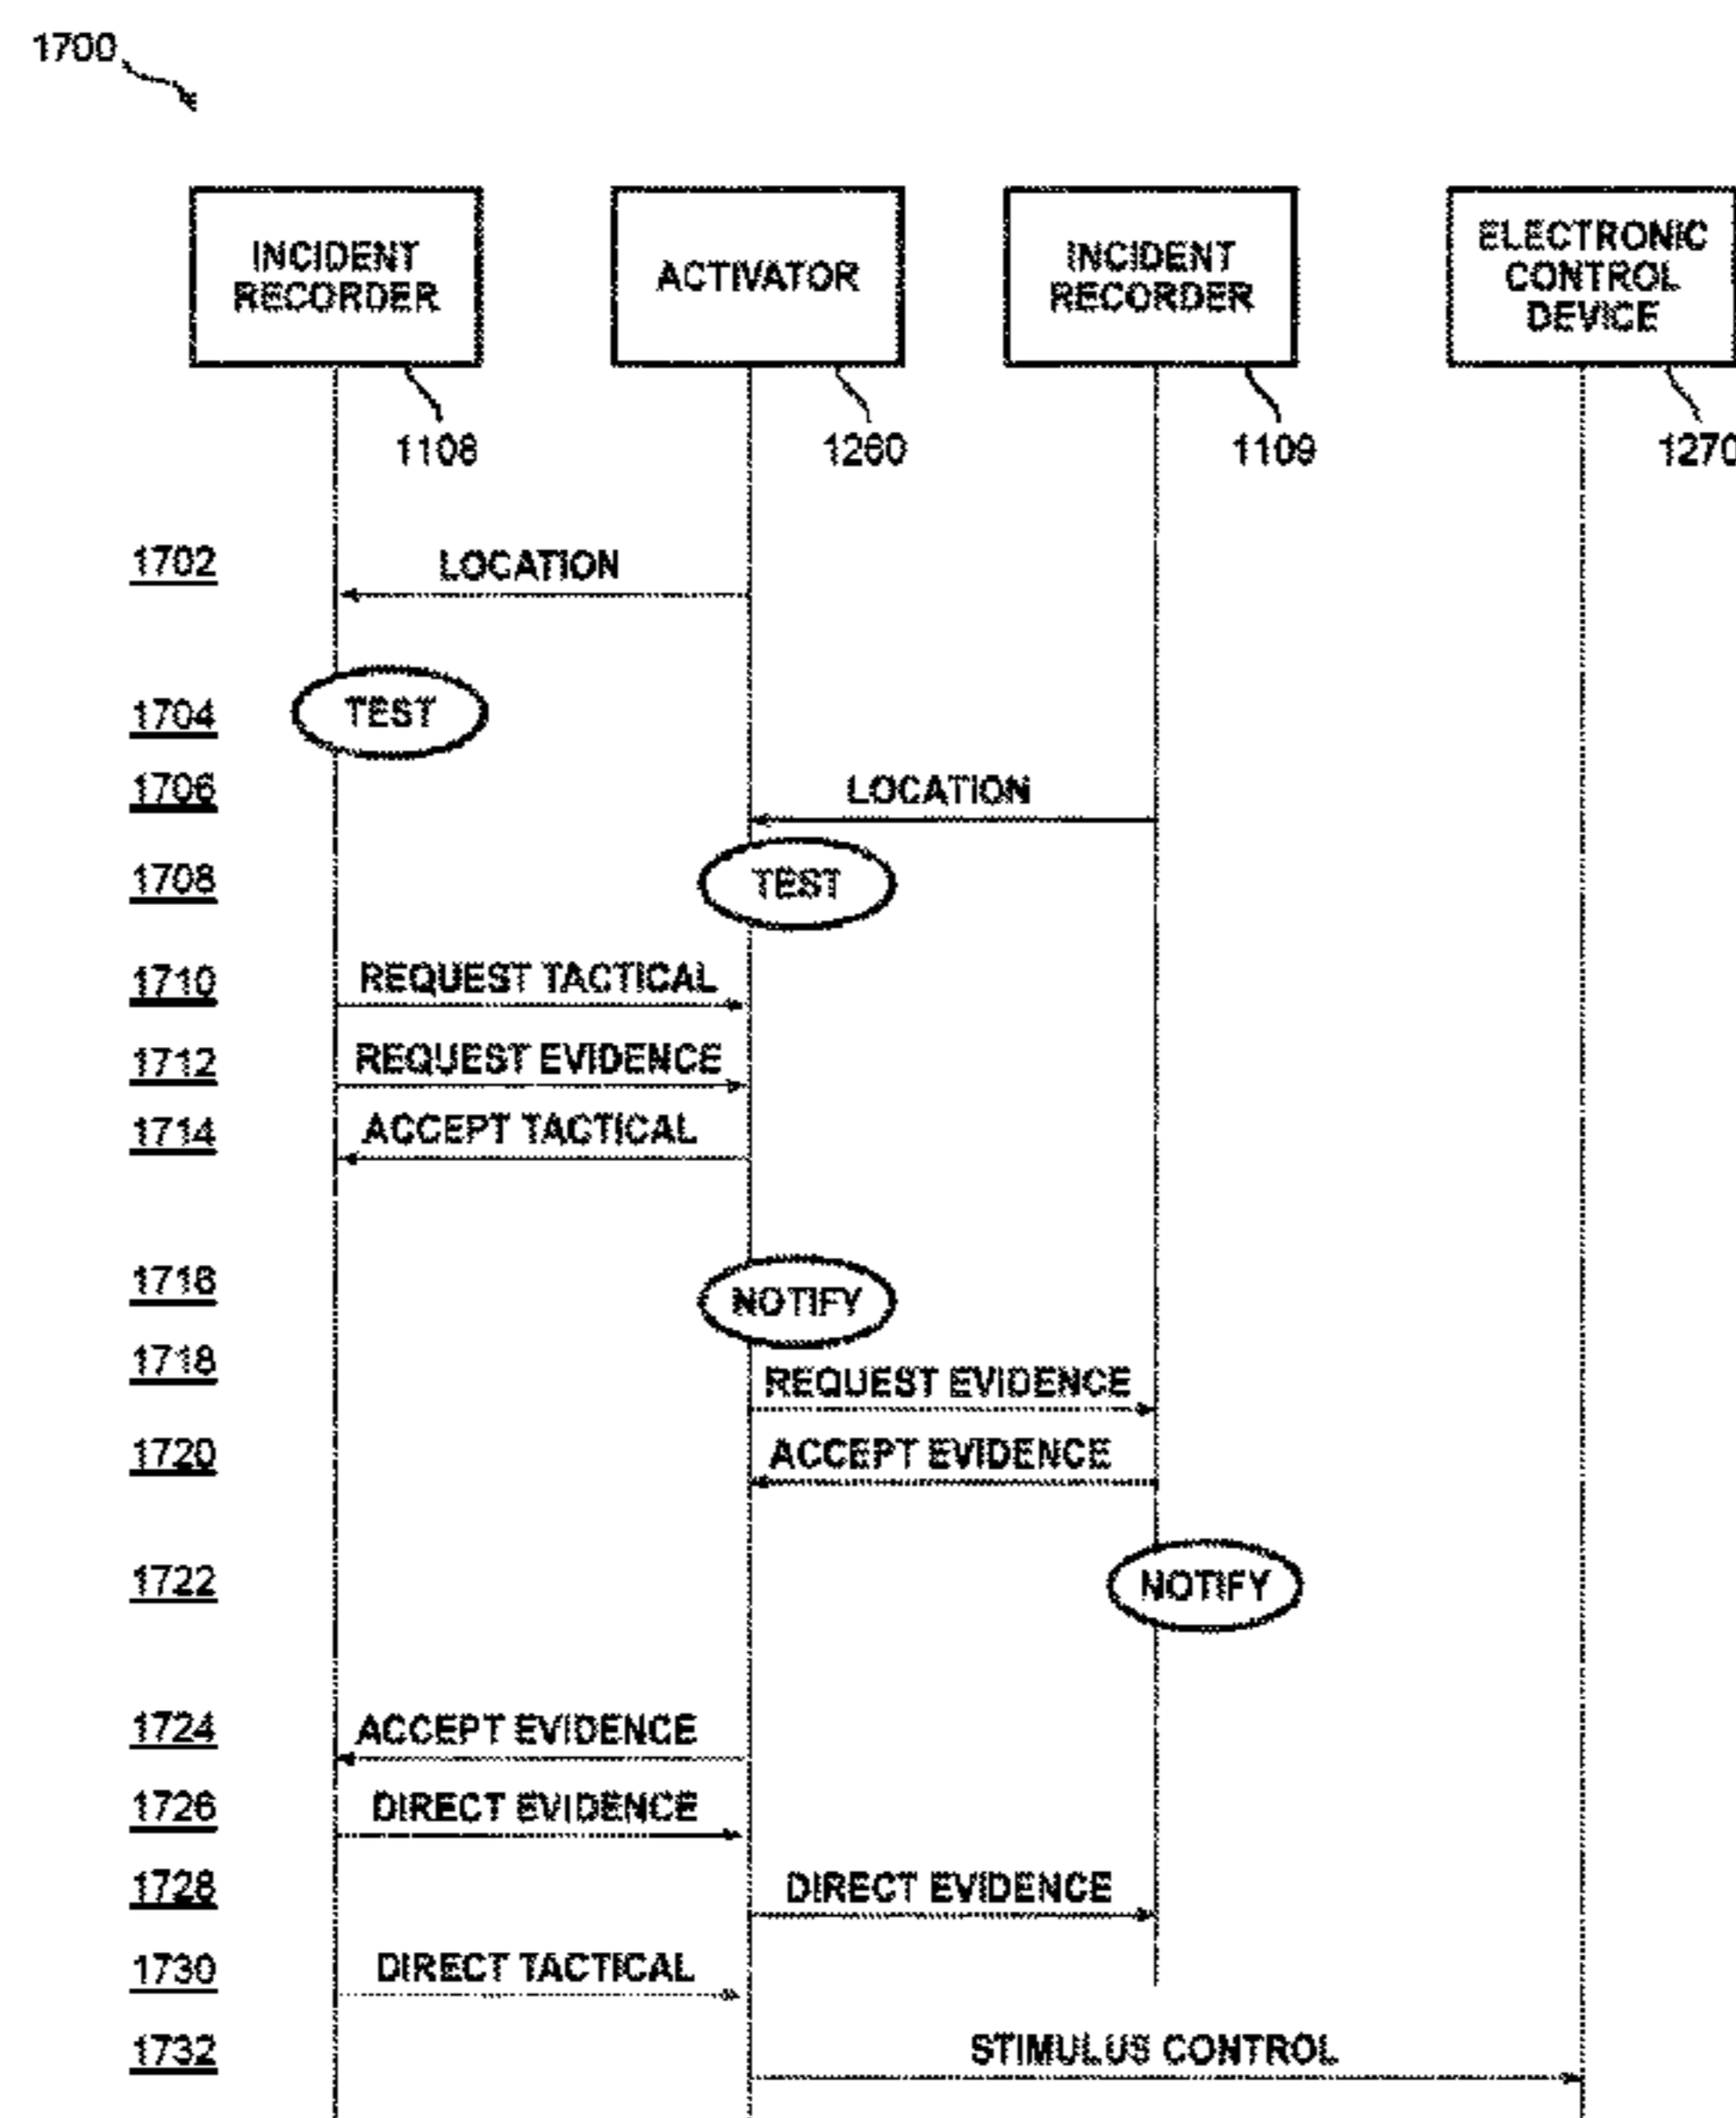 1700
INCIDENT
RECORDER
ACTIVATOR
INCIDENT
RECORDER
ELECTRONIC
CONTROL
DEVICE
1108
1260
1109
1270
1702
LOCATION
1704
TEST
1706
LOCATION
1708
TEST
1710
REQUEST TACTICAL
1712
REQUEST EVIDENCE
1714
ACCEPT TACTICAL
1716
NOTIFY
1718
REQUEST EVIDENCE
1720
ACCEPT EVIDENCE
1722
NOTIFY
1724
ACCEPT EVIDENCE
1726
DIRECT EVIDENCE
1728
DIRECT EVIDENCE
1730
DIRECT TACTICAL
1732
STIMULUS CONTROL